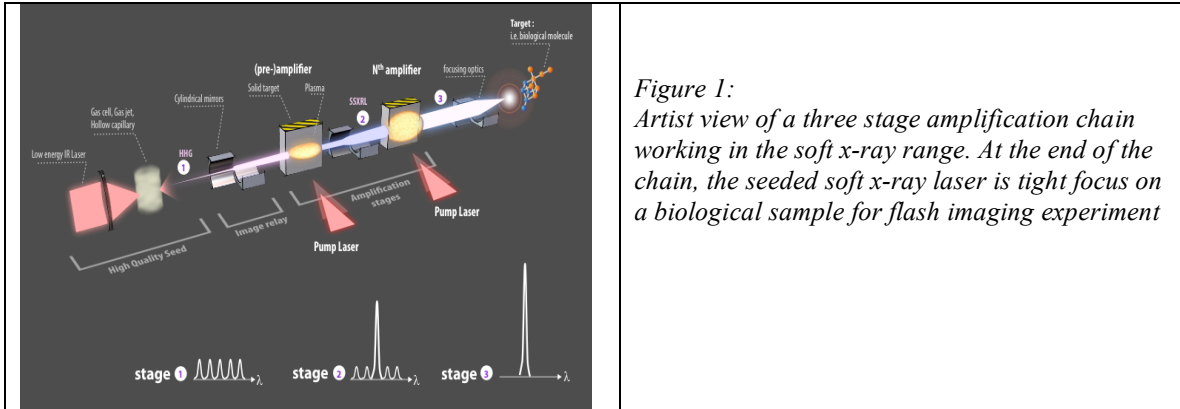 Target :
i.e. biological molecule
(pre-)amplifier
Solid target
Plasma
Nth amplifier
focusing optics
Cylindrical mirrors
Gas cell, Gas jet,
Hollow capillary
SSXRL
2
3
Low energy IR Laser
HHG
1
Amplification
stages
Pump Laser
Image relay
Pump Laser
High Quality Seed
stage 1 λ
stage 2 λ
stage 3 λ
Figure 1:
Artist view of a three stage amplification chain
working in the soft x-ray range. At the end of the
chain, the seeded soft x-ray laser is tight focus on
a biological sample for flash imaging experiment